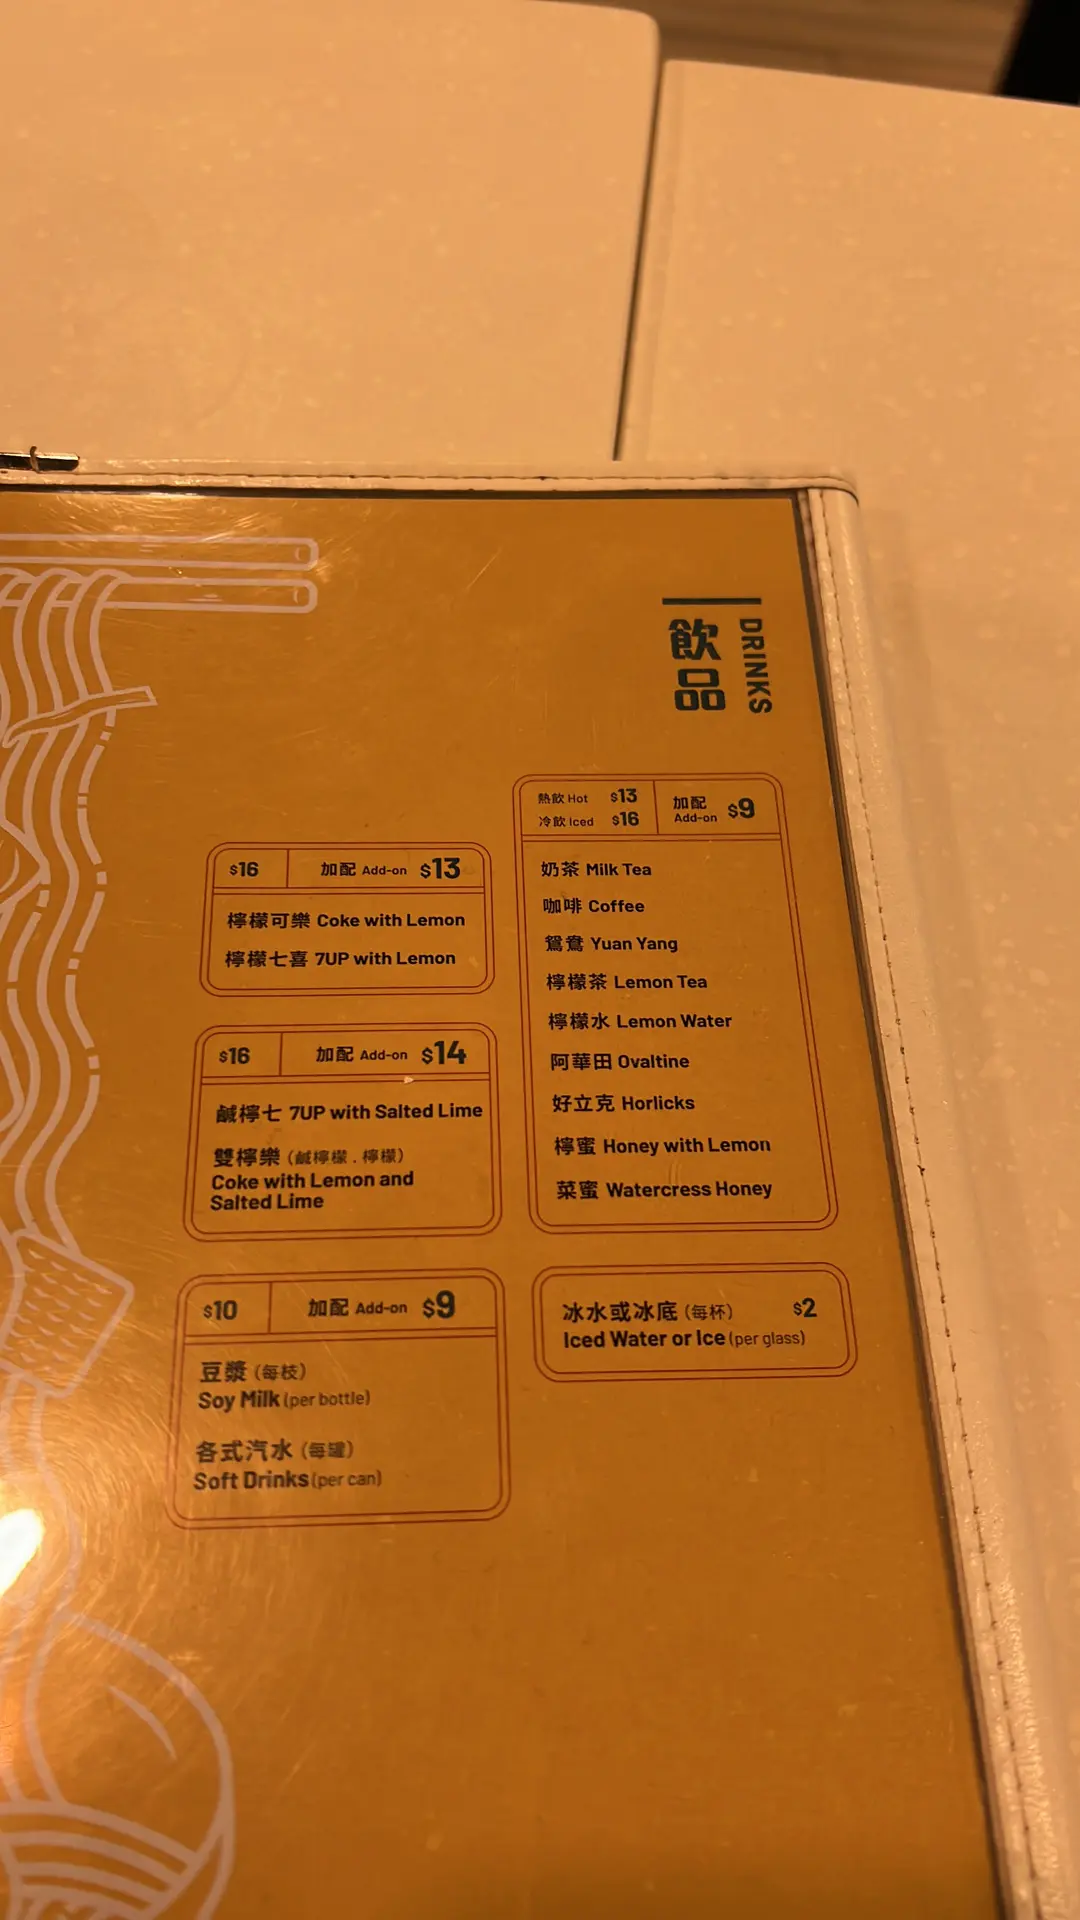 飲品
DRINKS
熱飲 Hot $13
冷飲 Iced $16
加配 Add-on $9
奶茶 Milk Tea
咖啡 Coffee
鴛鴦 Yuan Yang
檸檬茶 Lemon Tea
檸檬水 Lemon Water
阿華田 Ovaltine
好立克 Horlicks
檸蜜 Honey with Lemon
菜蜜 Watercress Honey
冰水或冰底 (每杯) $2
Iced Water or Ice (per glass)
$16 加配 Add-on $13
檸檬可樂 Coke with Lemon
檸檬七喜 7UP with Lemon
$16 加配 Add-on $14
鹹檸七 7UP with Salted Lime
雙檸樂 (鹹檸檬 . 檸檬)
Coke with Lemon and
Salted Lime
$10 加配 Add-on $9
豆漿 (每枝)
Soy Milk (per bottle)
各式汽水 (每罐)
Soft Drinks (per can)